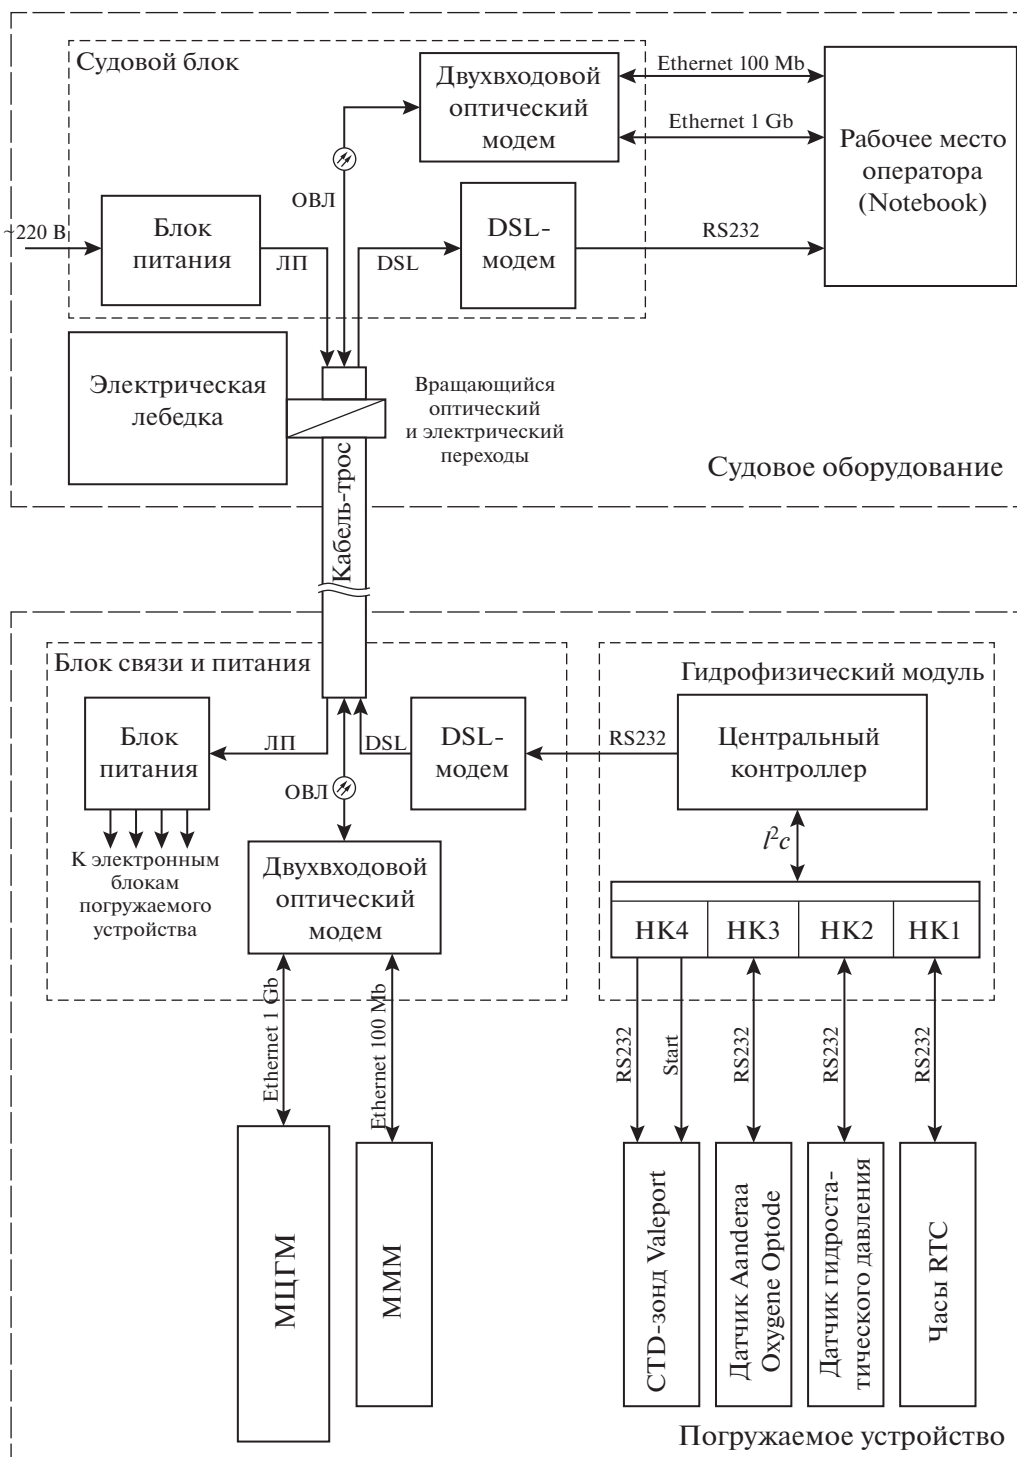 Судовой блок
Двухвходовой
оптический
модем
Ethernet 100 Mb
Ethernet 1 Gb
Рабочее место
оператора
(Notebook)
ОВЛ
~220 В
Блок
питания
ЛП
DSL
DSL-
модем
RS232
Электрическая
лебедка
Вращающийся
оптический
и электрический
переходы
Судовое оборудование
Кабель-трос
Блок связи и питания
Гидрофизический модуль
Блок
питания
ЛП
DSL
DSL-
модем
RS232
Центральный
контроллер
ОВЛ
l²c
К электронным
блокам
погружаемого
устройства
Двухвходовой
оптический
модем
НК4
НК3
НК2
НК1
Ethernet 1 Gb
Ethernet 100 Mb
RS232
Start
RS232
RS232
RS232
МЦГМ
МММ
CTD-зонд Valeport
Датчик Aanderaa
Oxygene Optode
Датчик гидроста-
тического давления
Часы RTC
Погружаемое устройство